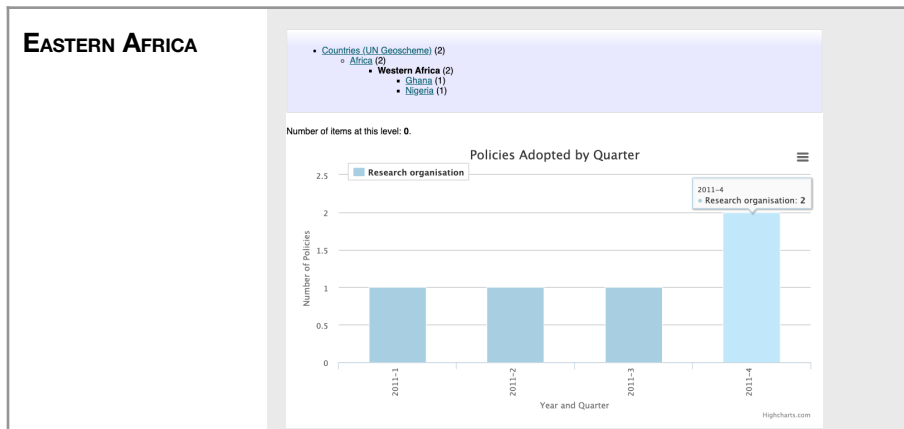 EASTERN AFRICA
Countries (UN Geoscheme) (2)
Africa (2)
Western Africa (2)
Ghana (1)
Nigeria (1)
Number of items at this level: 0.
Policies Adopted by Quarter
Research organisation
2011-4
Research organisation: 2
Number of Policies
2.5
2
1.5
1
0.5
0
2011-1
2011-2
2011-3
2011-4
Year and Quarter
Highcharts.com